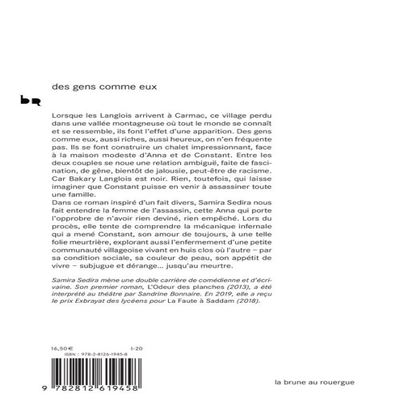 des gens comme eux
bR
Lorsque les Langlois arrivent à Carmac, ce village perdu
dans une vallée montagneuse où tout le monde se connaît
et se ressemble, ils font l'effet d'une apparition. Des gens
comme eux, aussi riches, aussi heureux, on n'en fréquente
pas. Ils se font construire un chalet impressionnant, face
à la maison modeste d'Anna et de Constant. Entre les
deux couples se noue une relation ambiguë, faite de fasci-
nation, de gêne, bientôt de jalousie, peut-être de racisme.
Car Bakary Langlois est noir. Rien, toutefois, qui laisse
imaginer que Constant puisse en venir à assassiner toute
une famille.
Dans ce roman inspiré d'un fait divers, Samira Sedira nous
fait entendre la femme de l'assassin, cette Anna qui porte
l'opprobre de n'avoir rien deviné, rien empêché. Lors du
procès, elle tente de comprendre la mécanique infernale
qui a mené Constant, son amour de toujours, à une telle
folie meurtrière, explorant aussi l'enfermement d'une petite
communauté villageoise vivant en huis clos où l'autre – par
sa condition sociale, sa couleur de peau, son appétit de
vivre – subjugue et dérange... jusqu'au meurtre.
Samira Sedira mène une double carrière de comédienne et d'écri-
vaine. Son premier roman, L'Odeur des planches (2013), a été
interprété au théâtre par Sandrine Bonnaire. En 2019, elle a reçu
le prix Exbrayat des lycéens pour La Faute à Saddam (2018).
16,50 € 1-20
ISBN : 978-2-8126-1945-8
9 782812 619458
la brune au rouergue